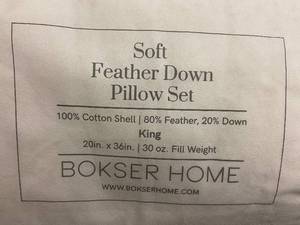 Soft
Feather Down
Pillow Set
100% Cotton Shell | 80% Feather, 20% Down
King
20in. x 36in. | 30 oz. Fill Weight
BOKSER HOME
WWW.BOKSERHOME.COM